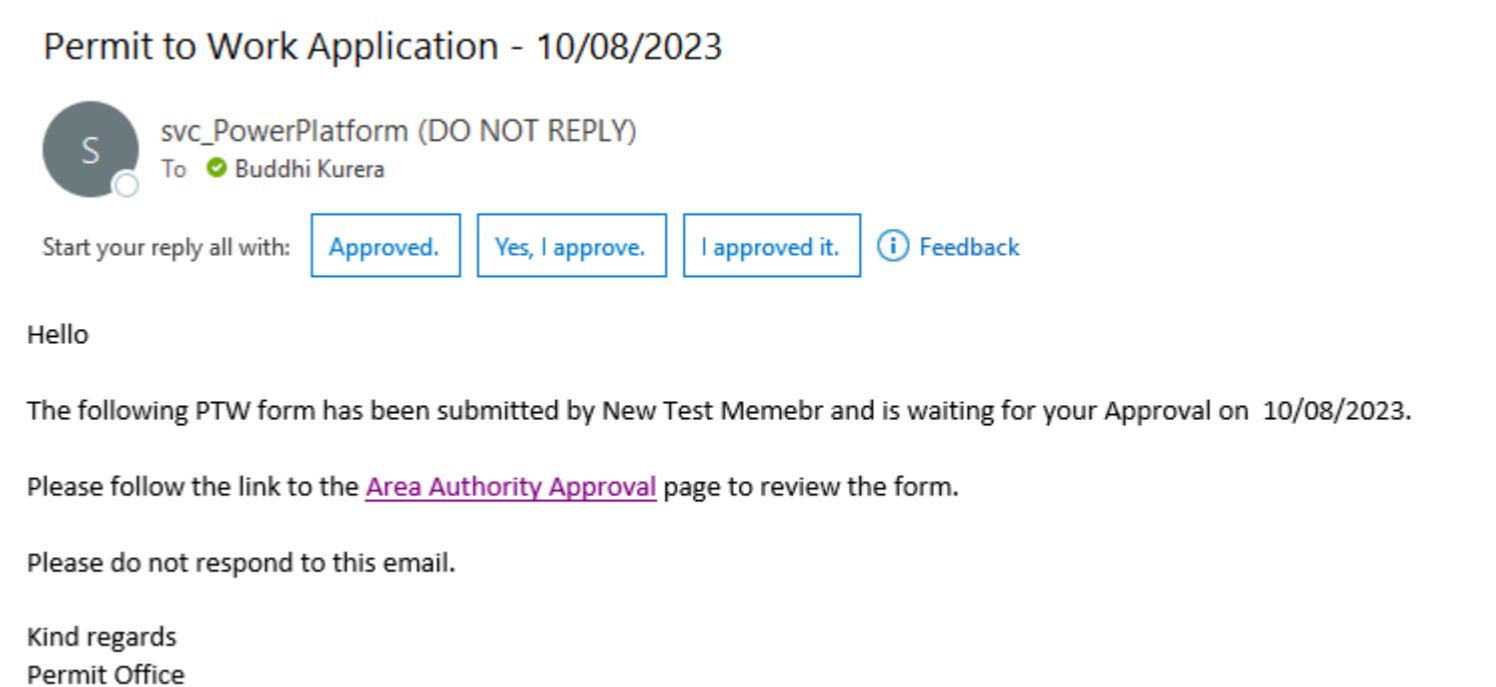 Permit to Work Application - 10/08/2023
S
svc_PowerPlatform (DO NOT REPLY)
To Buddhi Kurera
Start your reply all with: Approved. Yes, I approve. I approved it. Feedback
Hello
The following PTW form has been submitted by New Test Memebr and is waiting for your Approval on 10/08/2023.
Please follow the link to the Area Authority Approval page to review the form.
Please do not respond to this email.
Kind regards
Permit Office